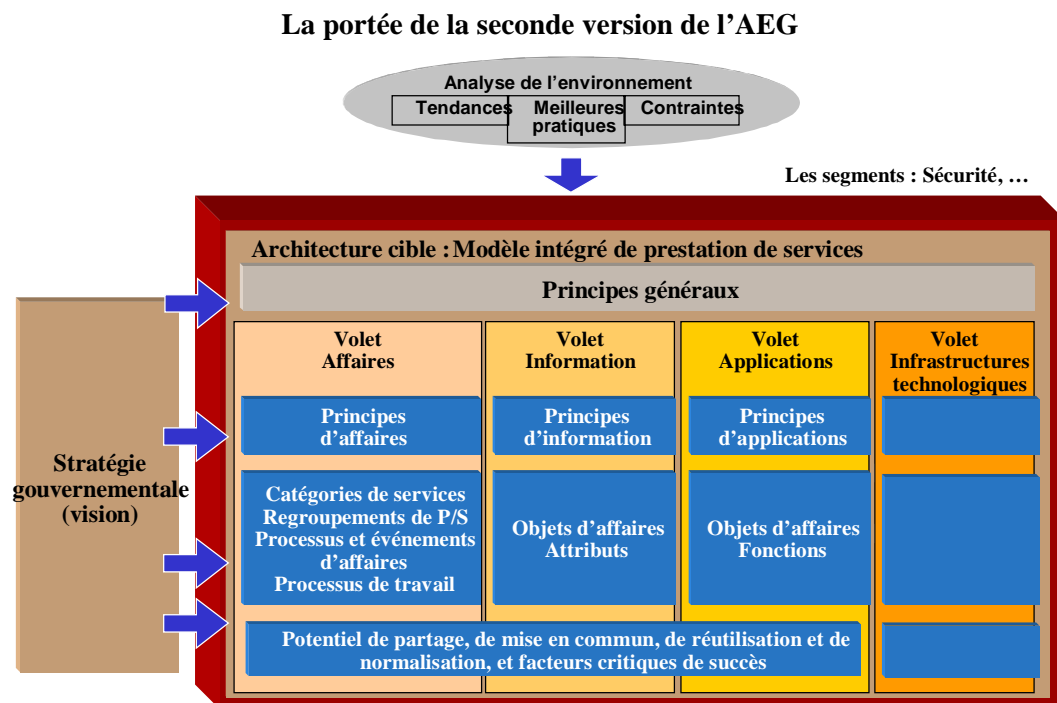 La portée de la seconde version de l’AEG
Analyse de l’environnement
Tendances
Meilleures
pratiques
Contraintes
Les segments : Sécurité, …
Architecture cible : Modèle intégré de prestation de services
Principes généraux
Stratégie
gouvernementale
(vision)
Volet
Affaires
Volet
Information
Volet
Applications
Volet
Infrastructures
technologiques
Principes
d’affaires
Principes
d’information
Principes
d’applications
Catégories de services
Regroupements de P/S
Processus et événements
d’affaires
Processus de travail
Objets d’affaires
Attributs
Objets d’affaires
Fonctions
Potentiel de partage, de mise en commun, de réutilisation et de
normalisation, et facteurs critiques de succès